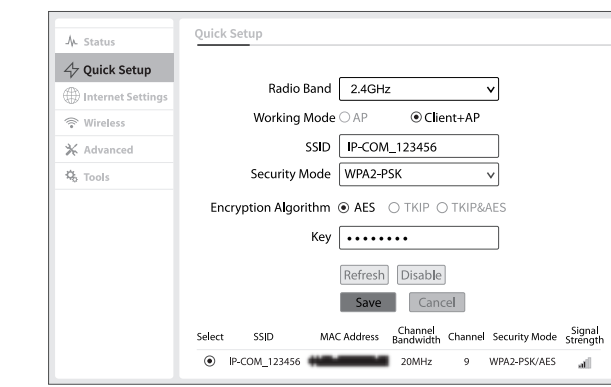 Quick Setup
Status
Quick Setup
Internet Settings
Wireless
Advanced
Tools
Radio Band 2.4GHz
Working Mode AP Client+AP
SSID IP-COM_123456
Security Mode WPA2-PSK
Encryption Algorithm AES TKIP TKIP&AES
Key ••••••••
Refresh Disable
Save Cancel
Select SSID MAC Address Channel Bandwidth Channel Security Mode Signal Strength
IP-COM_123456 20MHz 9 WPA2-PSK/AES